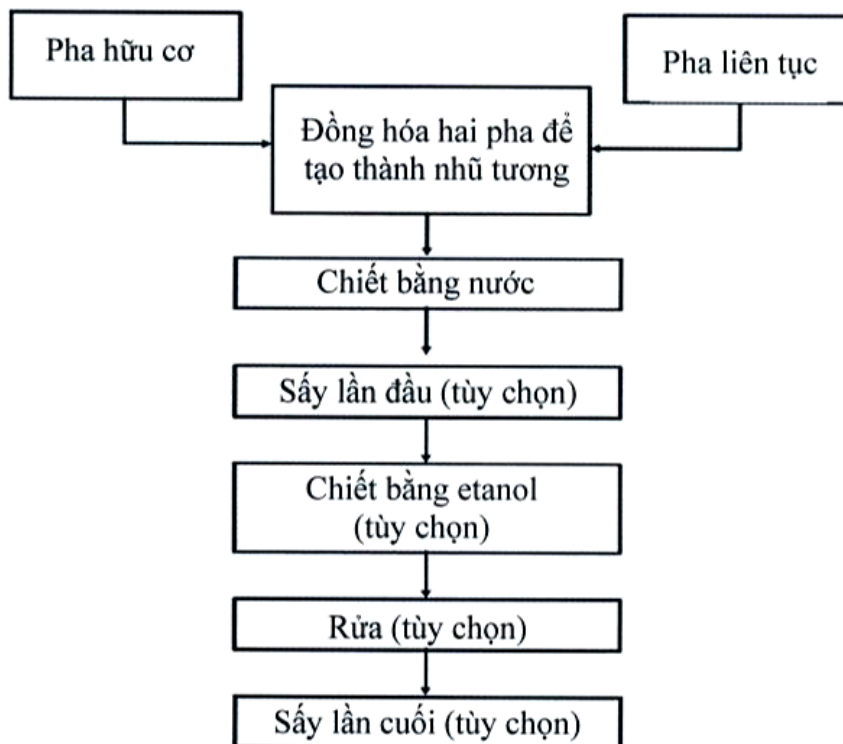 Pha hữu cơ
Pha liên tục
Đồng hóa hai pha để
tạo thành nhũ tương
Chiết bằng nước
Sấy lần đầu (tùy chọn)
Chiết bằng etanol
(tùy chọn)
Rửa (tùy chọn)
Sấy lần cuối (tùy chọn)